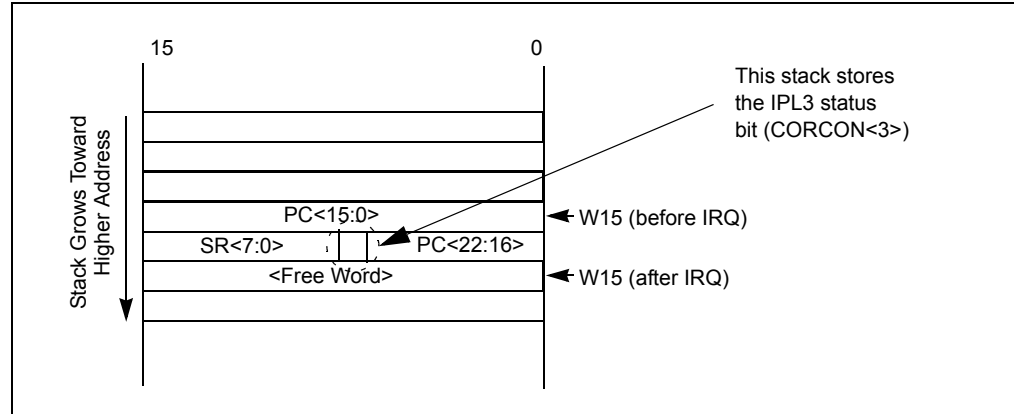 15
0
This stack stores
the IPL3 status
bit (CORCON<3>)
Stack Grows Toward
Higher Address
PC<15:0>
W15 (before IRQ)
SR<7:0>
PC<22:16>
<Free Word>
W15 (after IRQ)